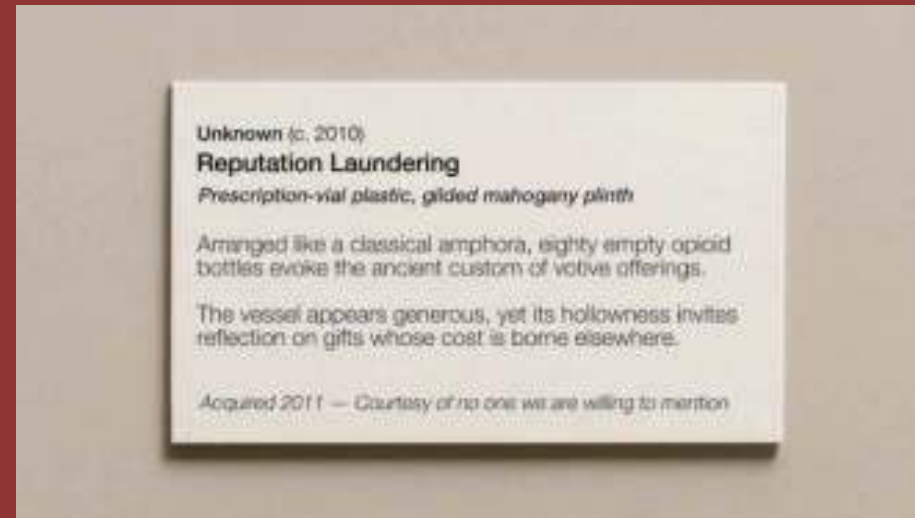 Unknown (c. 2010)
Reputation Laundering
Prescription-vial plastic, gilded mahogany plinth
Arranged like a classical amphora, eighty empty opioid
bottles evoke the ancient custom of votive offerings.
The vessel appears generous, yet its hollowness invites
reflection on gifts whose cost is borne elsewhere.
Acquired 2011 — Courtesy of no one we are willing to mention